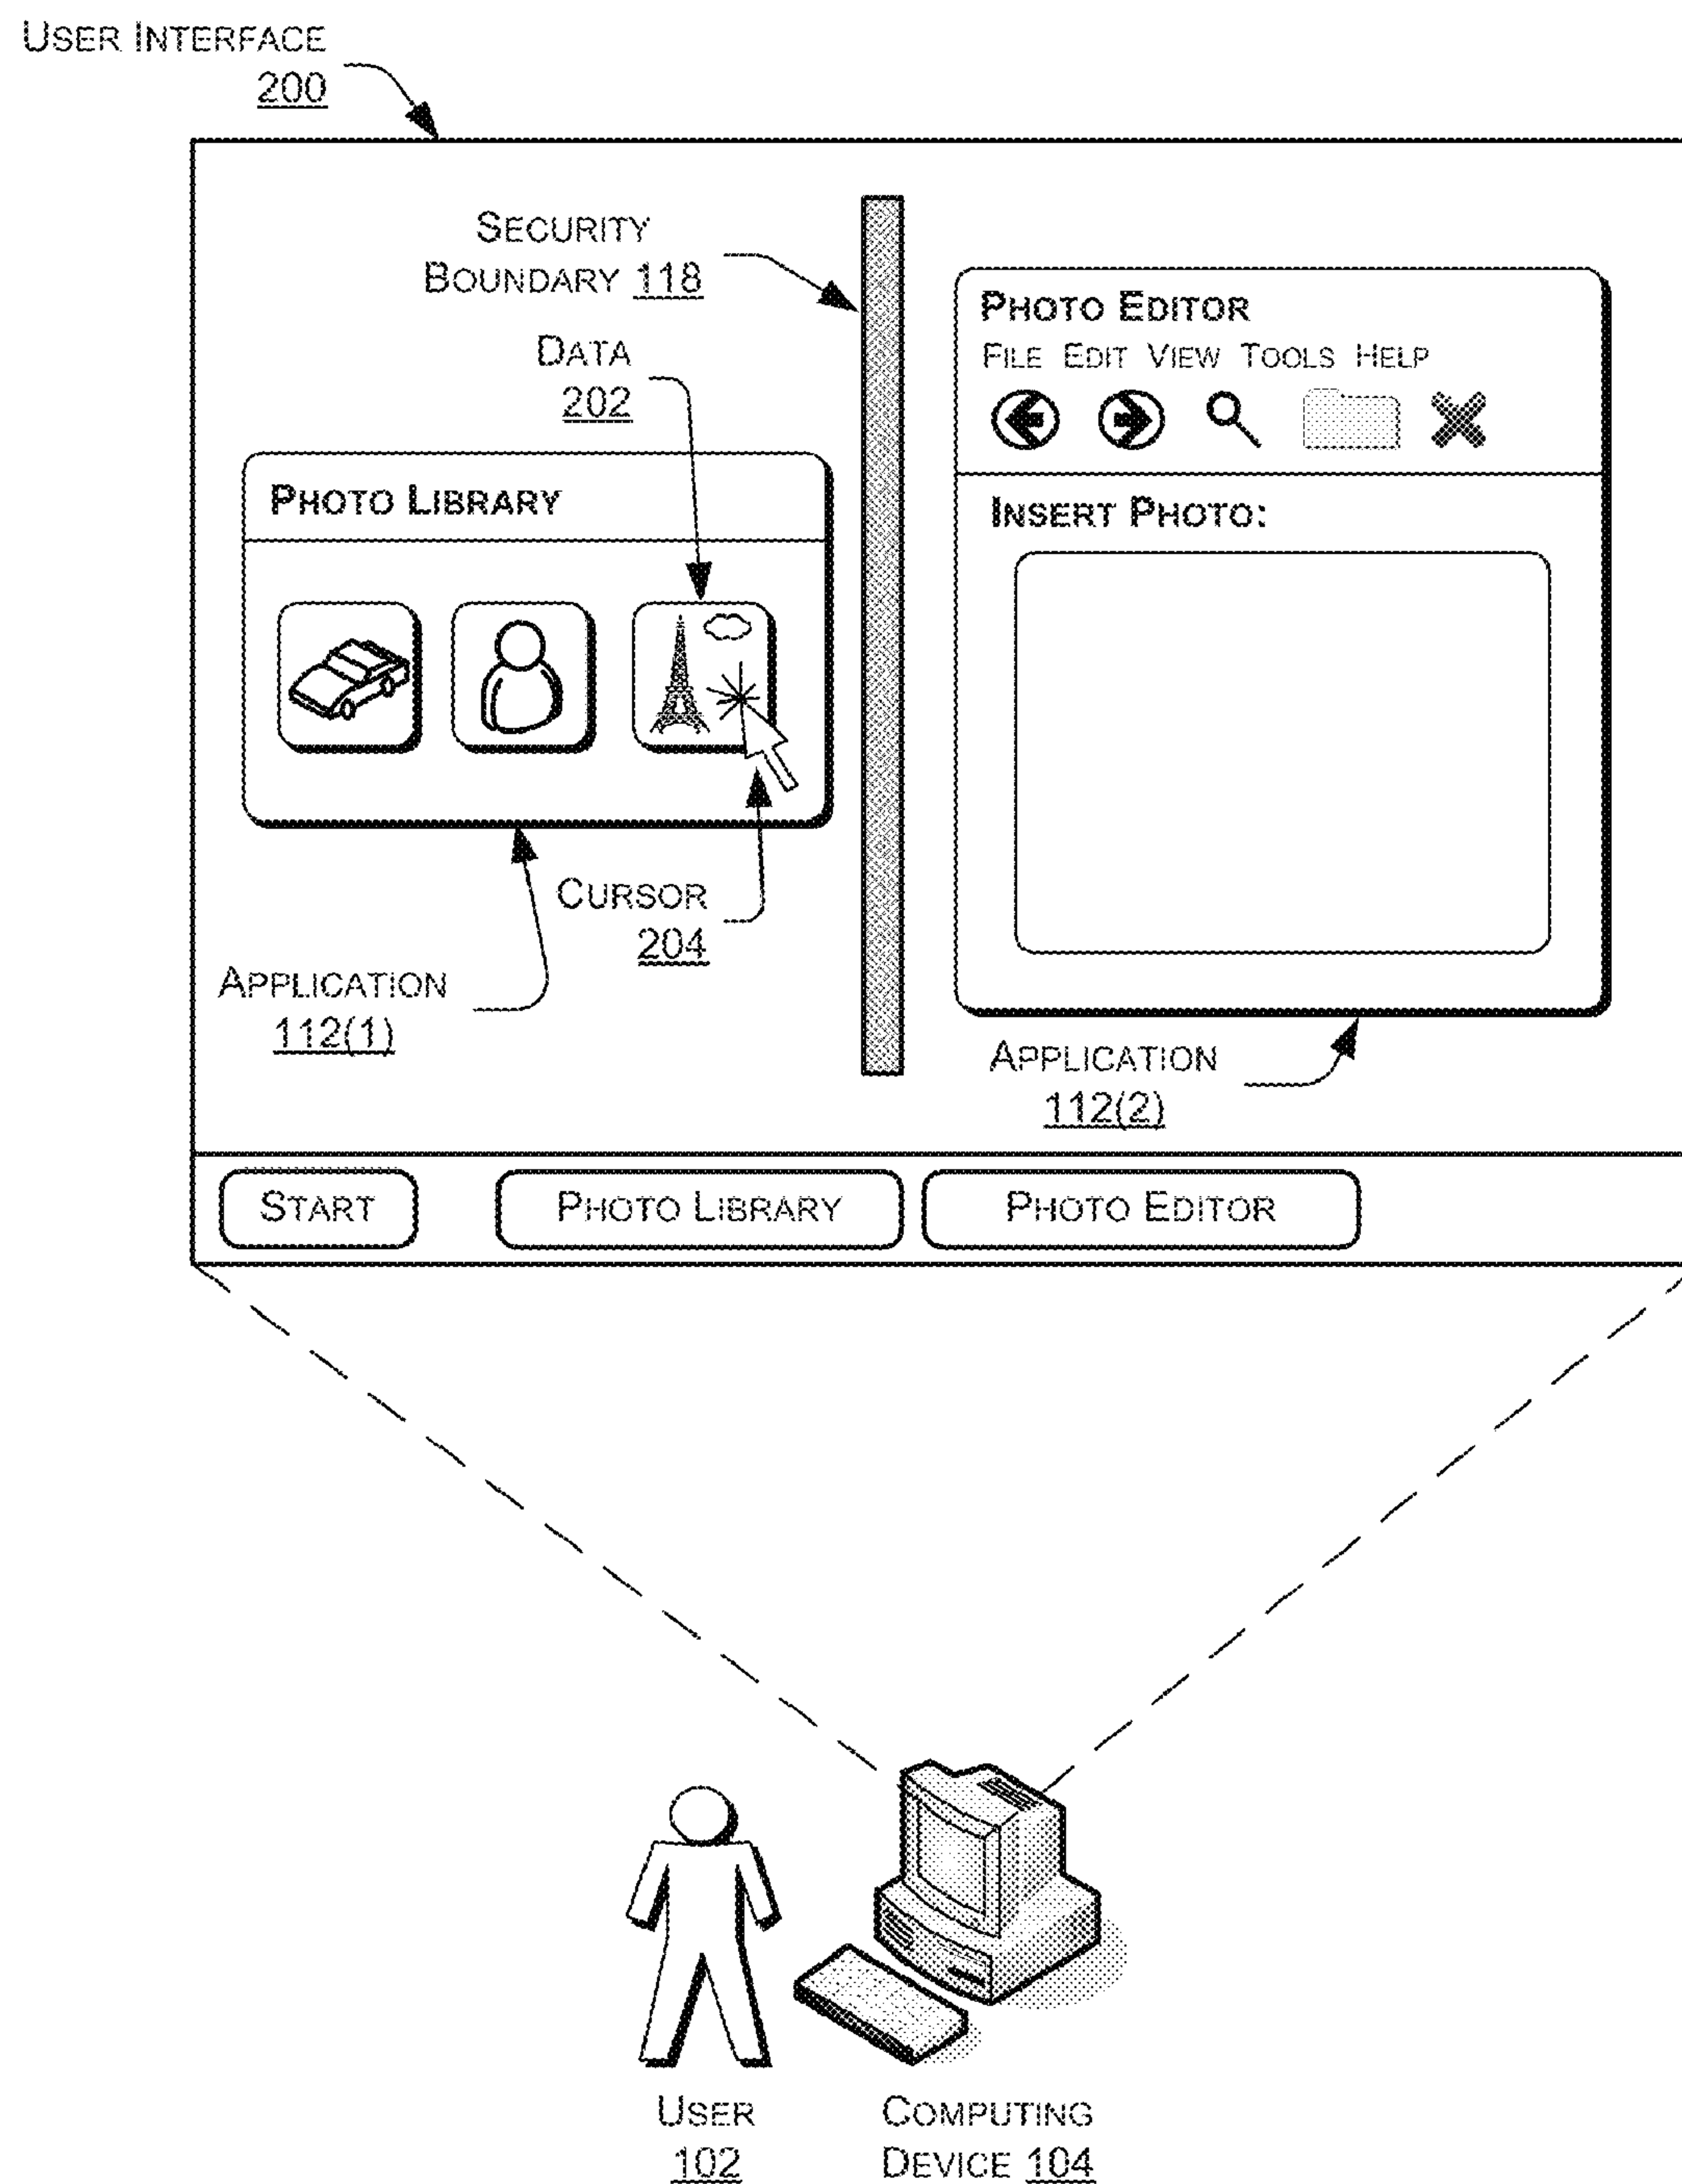 USER INTERFACE
200
SECURITY
BOUNDARY 118
DATA
202
PHOTO LIBRARY
CURSOR
204
APPLICATION
112(1)
PHOTO EDITOR
FILE EDIT VIEW TOOLS HELP
INSERT PHOTO:
APPLICATION
112(2)
START
PHOTO LIBRARY
PHOTO EDITOR
USER
102
COMPUTING
DEVICE 104